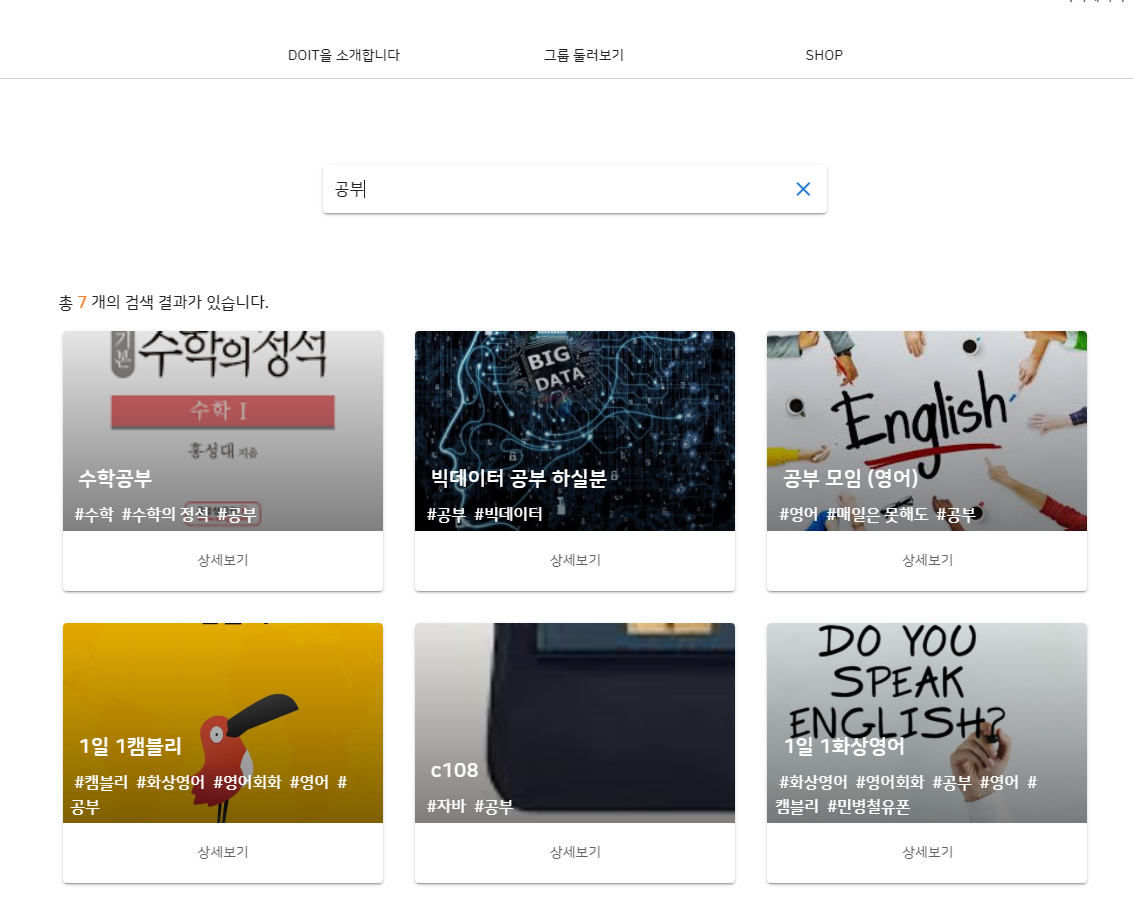 DOIT을 소개합니다 그룹 둘러보기 SHOP
공부
총 7 개의 검색 결과가 있습니다.
기본 수학의정석
수학 I
홍성대 지음
수학공부
#수학 #수학의 정석 #공부
상세보기
BIG
DATA
빅데이터 공부 하실분
#공부 #빅데이터
상세보기
English
공부 모임 (영어)
#영어 #매일은 못해도 #공부
상세보기
1일 1캠블리
#캠블리 #화상영어 #영어회화 #영어 #
공부
상세보기
c108
#자바 #공부
상세보기
DO YOU
SPEAK
ENGLISH?
1일 1화상영어
#화상영어 #영어회화 #공부 #영어 #
캠블리 #민병철유폰
상세보기